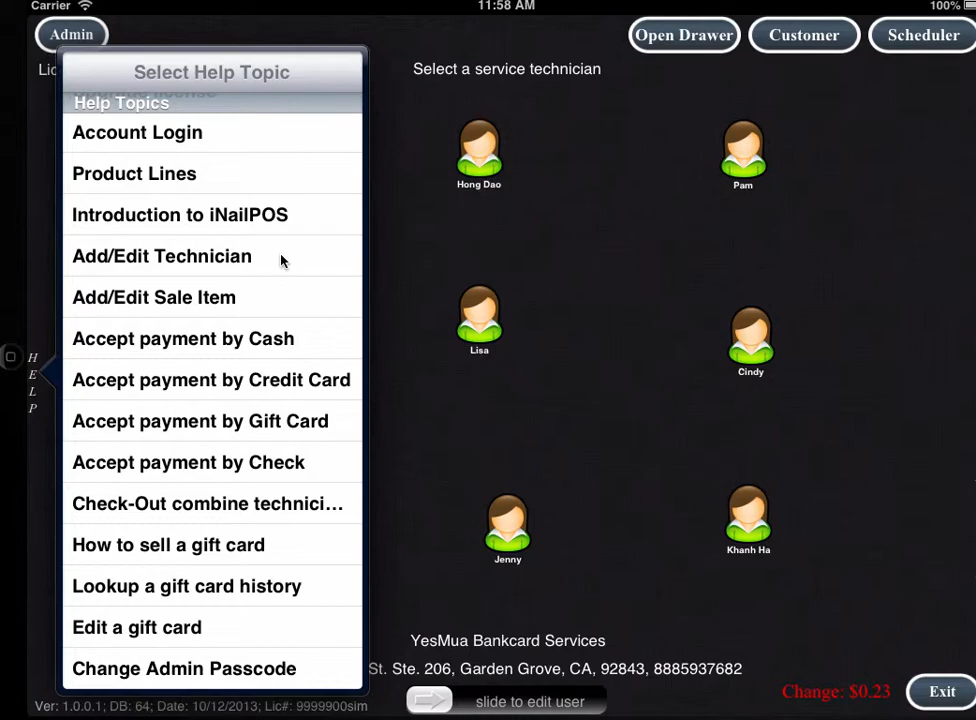 Carrier 11:58 AM 100%
Admin Open Drawer Customer Scheduler
Select Help Topic
Lic
Select a service technician
Upgrade license
Help Topics
Account Login
Product Lines
Introduction to iNailPOS
Add/Edit Technician
Add/Edit Sale Item
Accept payment by Cash
Accept payment by Credit Card
Accept payment by Gift Card
Accept payment by Check
Check-Out combine technici...
How to sell a gift card
Lookup a gift card history
Edit a gift card
Change Admin Passcode
H
E
L
P
Hong Dao
Pam
Lisa
Cindy
Jenny
Khanh Ha
YesMua Bankcard Services
St. Ste. 206, Garden Grove, CA, 92843, 8885937682
Change: $0.23
Exit
slide to edit user
Ver: 1.0.0.1; DB: 64; Date: 10/12/2013; Lic#: 9999900sim